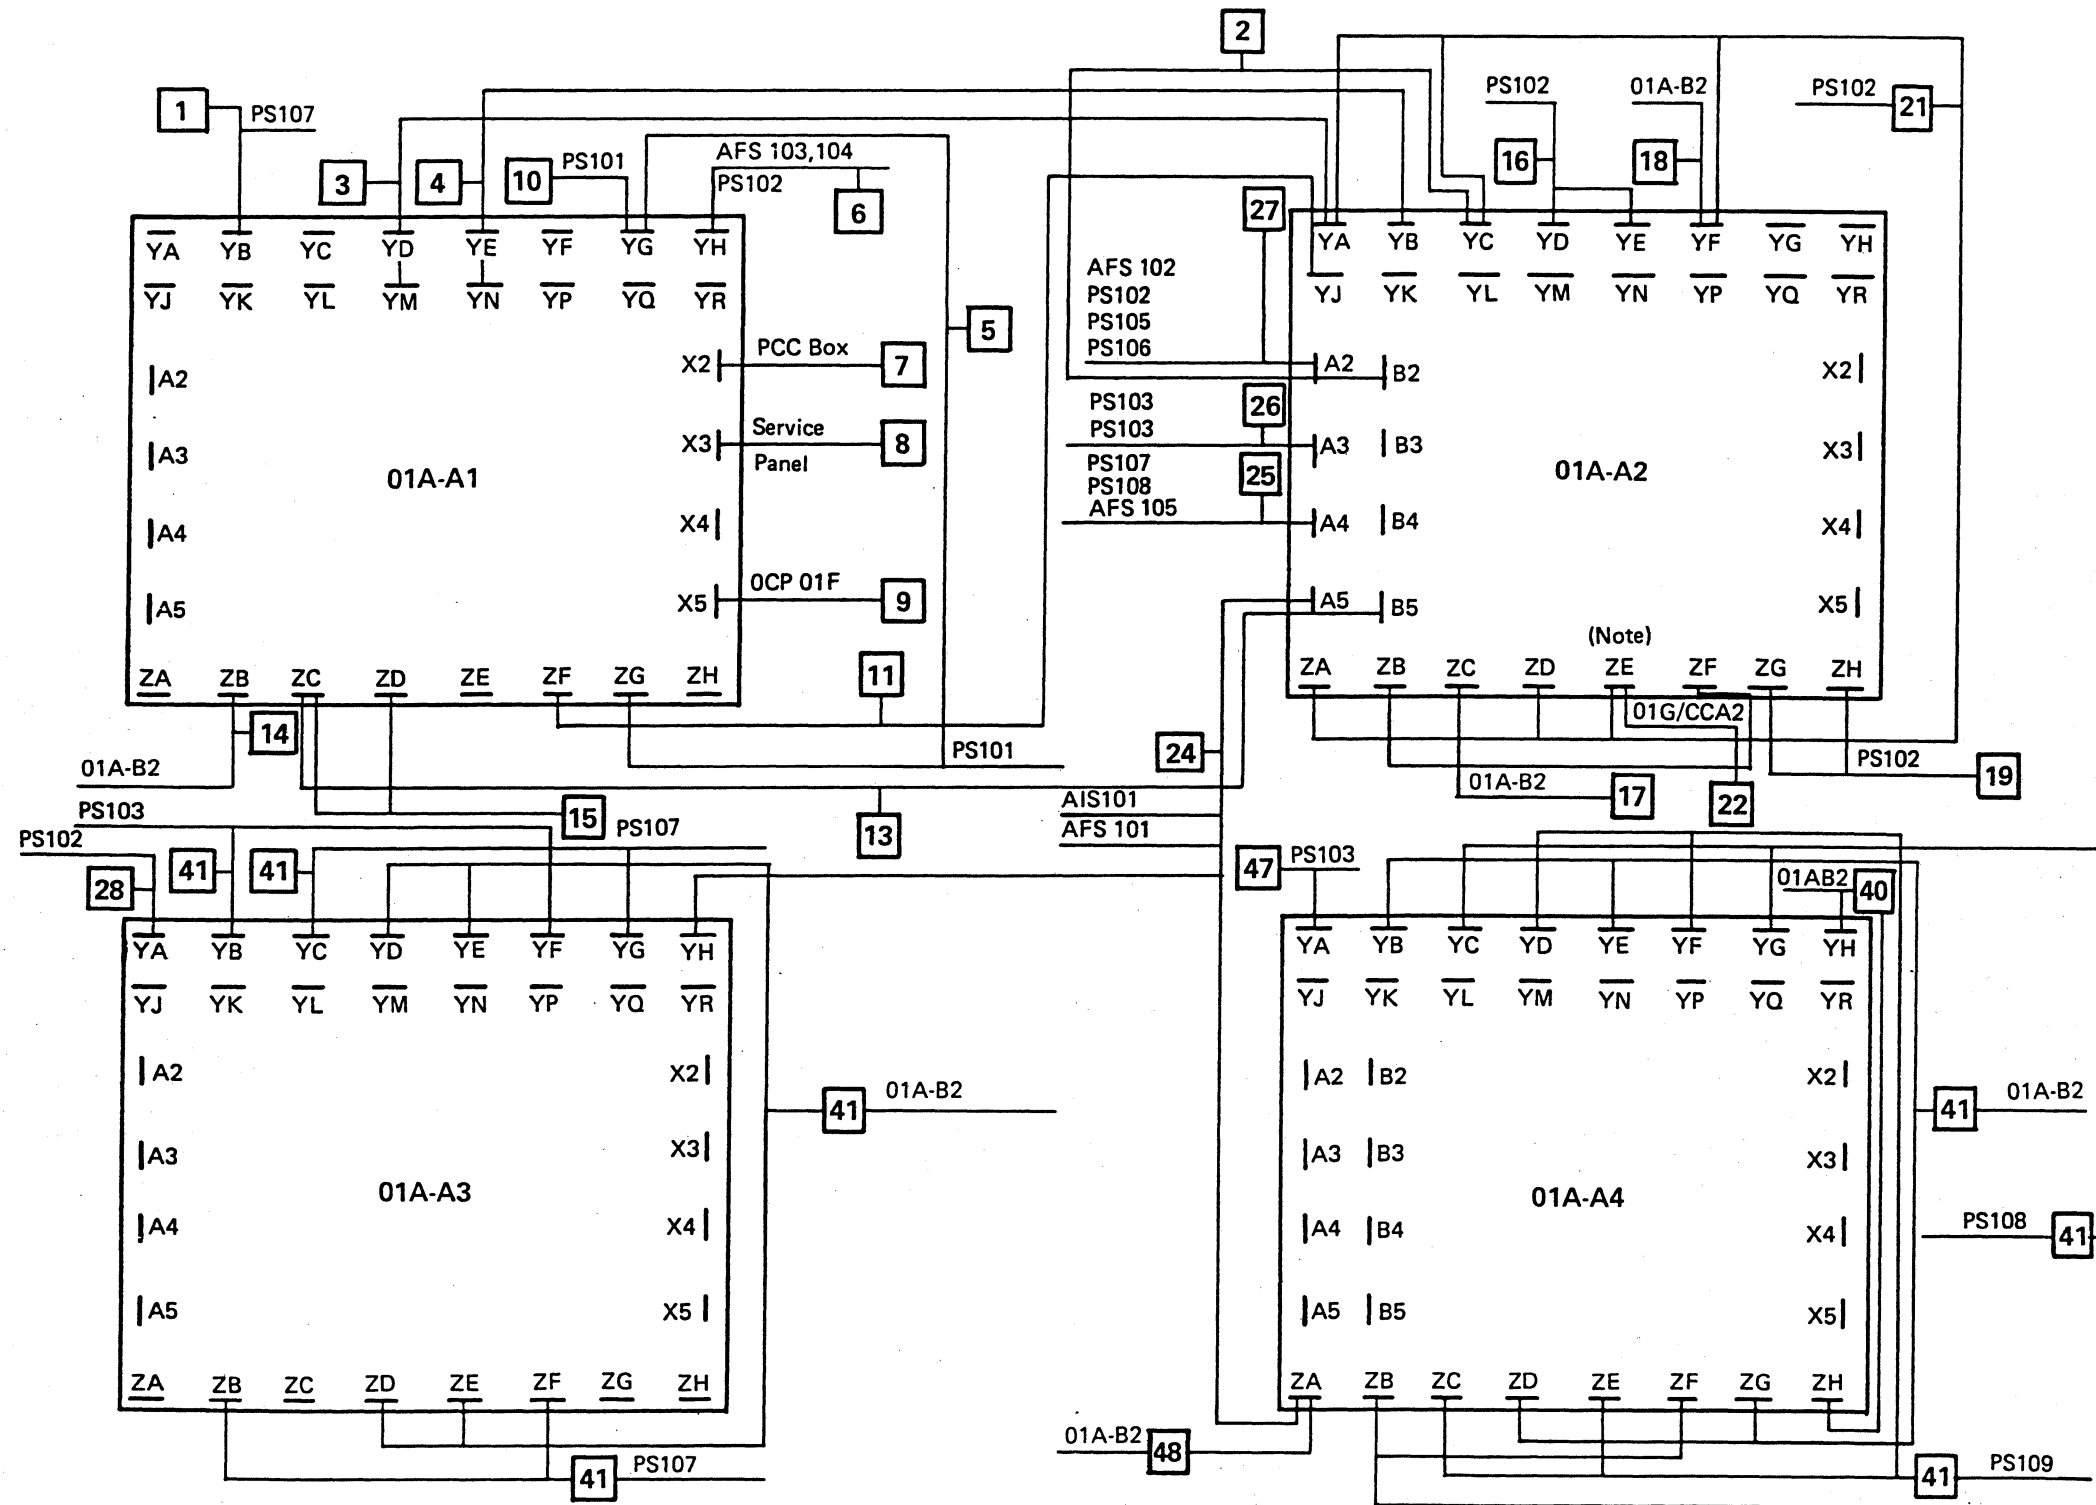 2
1
PS107
3
4
10
PS101
AFS 103,104
PS102
6
PS102
16
01A-B2
18
PS102
21
27
YA YB YC YD YE YF YG YH
YJ YK YL YM YN YP YQ YR
A2
A3
A4
A5
01A-A1
X2
X3
X4
X5
PCC Box
7
Service
Panel
8
OCP 01F
9
5
ZA ZB ZC ZD ZE ZF ZG ZH
11
14
01A-B2
PS101
15
13
AFS 102
PS102
PS105
PS106
PS103
26
PS103
PS107
PS108
25
AFS 105
YA YB YC YD YE YF YG YH
YJ YK YL YM YN YP YQ YR
A2 B2
A3 B3
A4 B4
A5 B5
01A-A2
X2
X3
X4
X5
(Note)
ZA ZB ZC ZD ZE ZF ZG ZH
01G/CCA2
24
01A-B2
17
22
PS102
19
AIS101
AFS 101
PS103
PS102
28
41
41
PS107
YA YB YC YD YE YF YG YH
YJ YK YL YM YN YP YQ YR
A2
A3
A4
A5
01A-A3
X2
X3
X4
X5
ZA ZB ZC ZD ZE ZF ZG ZH
41
01A-B2
41
PS107
47
PS103
01AB2
40
YA YB YC YD YE YF YG YH
YJ YK YL YM YN YP YQ YR
A2 B2
A3 B3
A4 B4
A5 B5
01A-A4
X2
X3
X4
X5
ZA ZB ZC ZD ZE ZF ZG ZH
41
01A-B2
PS108
41
01A-B2
48
41
PS109